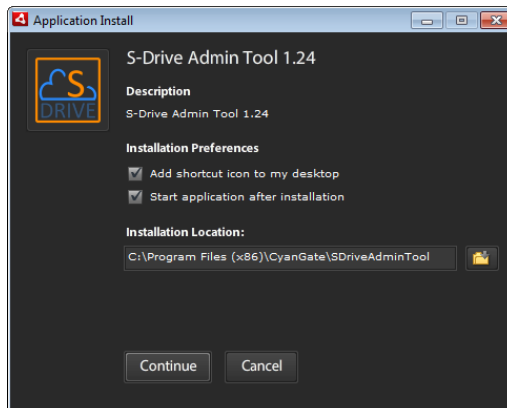 Application Install
S-Drive Admin Tool 1.24
S
DRIVE
Description
S-Drive Admin Tool 1.24
Installation Preferences
Add shortcut icon to my desktop
Start application after installation
Installation Location:
C:\Program Files (x86)\CyanGate\SDriveAdminTool
Continue
Cancel